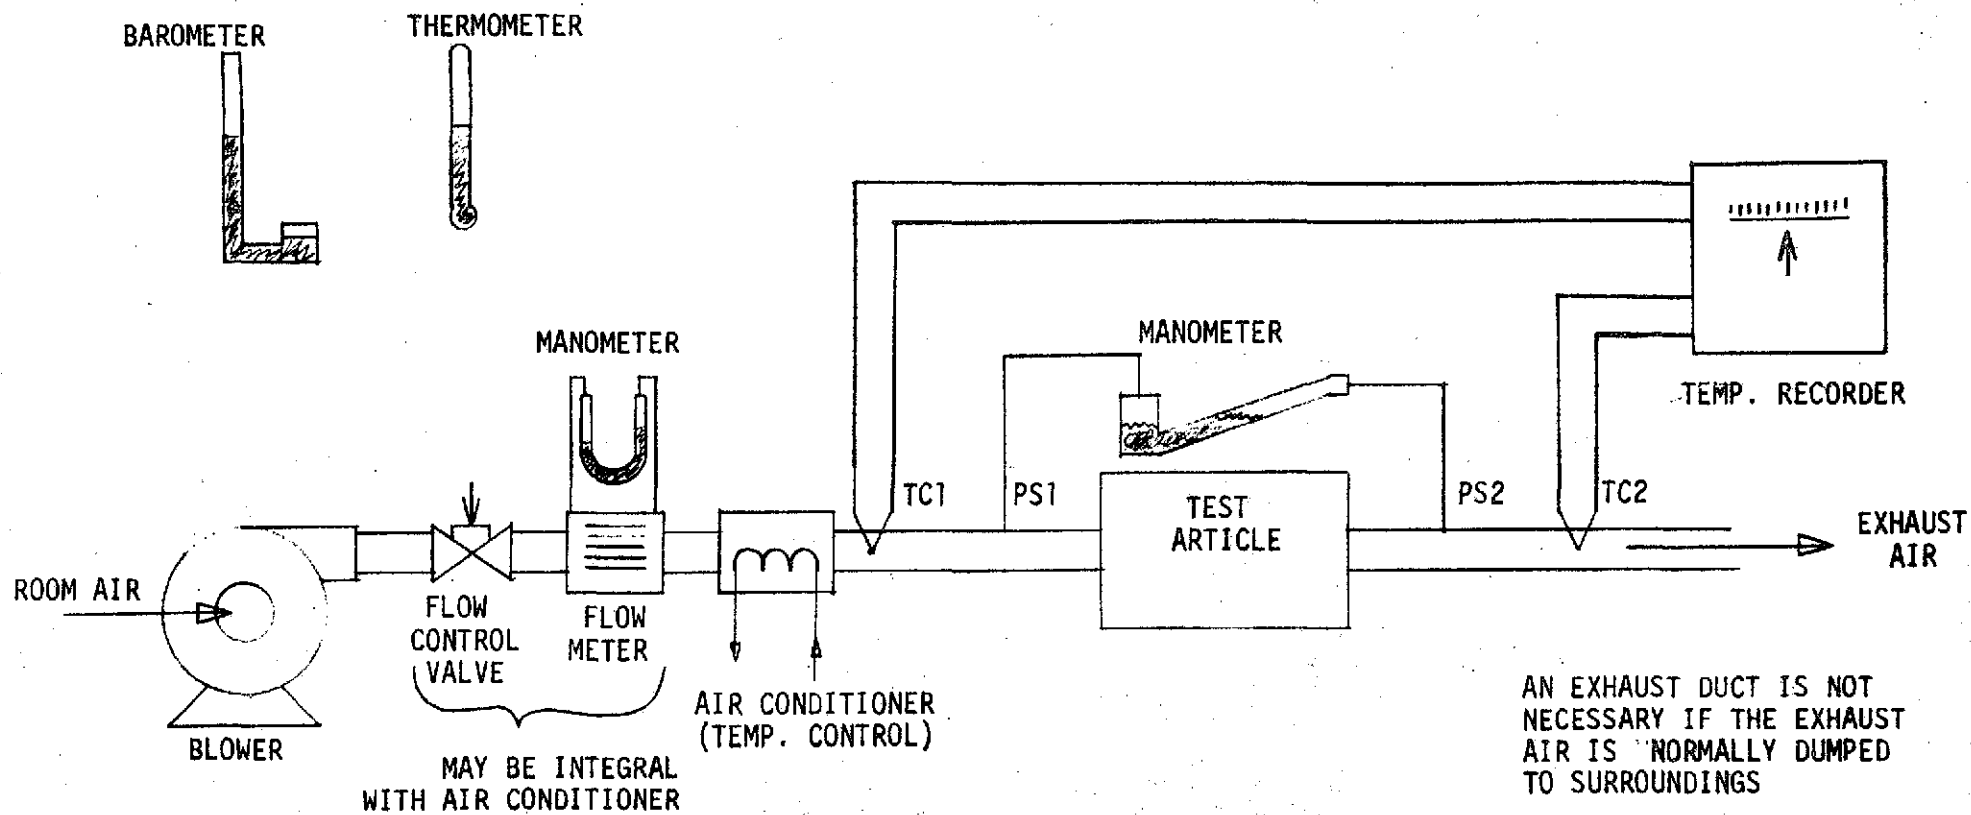 BAROMETER
THERMOMETER
MANOMETER
MANOMETER
TEMP. RECORDER
TC1
PS1
TEST
ARTICLE
PS2
TC2
EXHAUST
AIR
ROOM AIR
FLOW
CONTROL
VALVE
FLOW
METER
BLOWER
AIR CONDITIONER
(TEMP. CONTROL)
MAY BE INTEGRAL
WITH AIR CONDITIONER
AN EXHAUST DUCT IS NOT
NECESSARY IF THE EXHAUST
AIR IS NORMALLY DUMPED
TO SURROUNDINGS